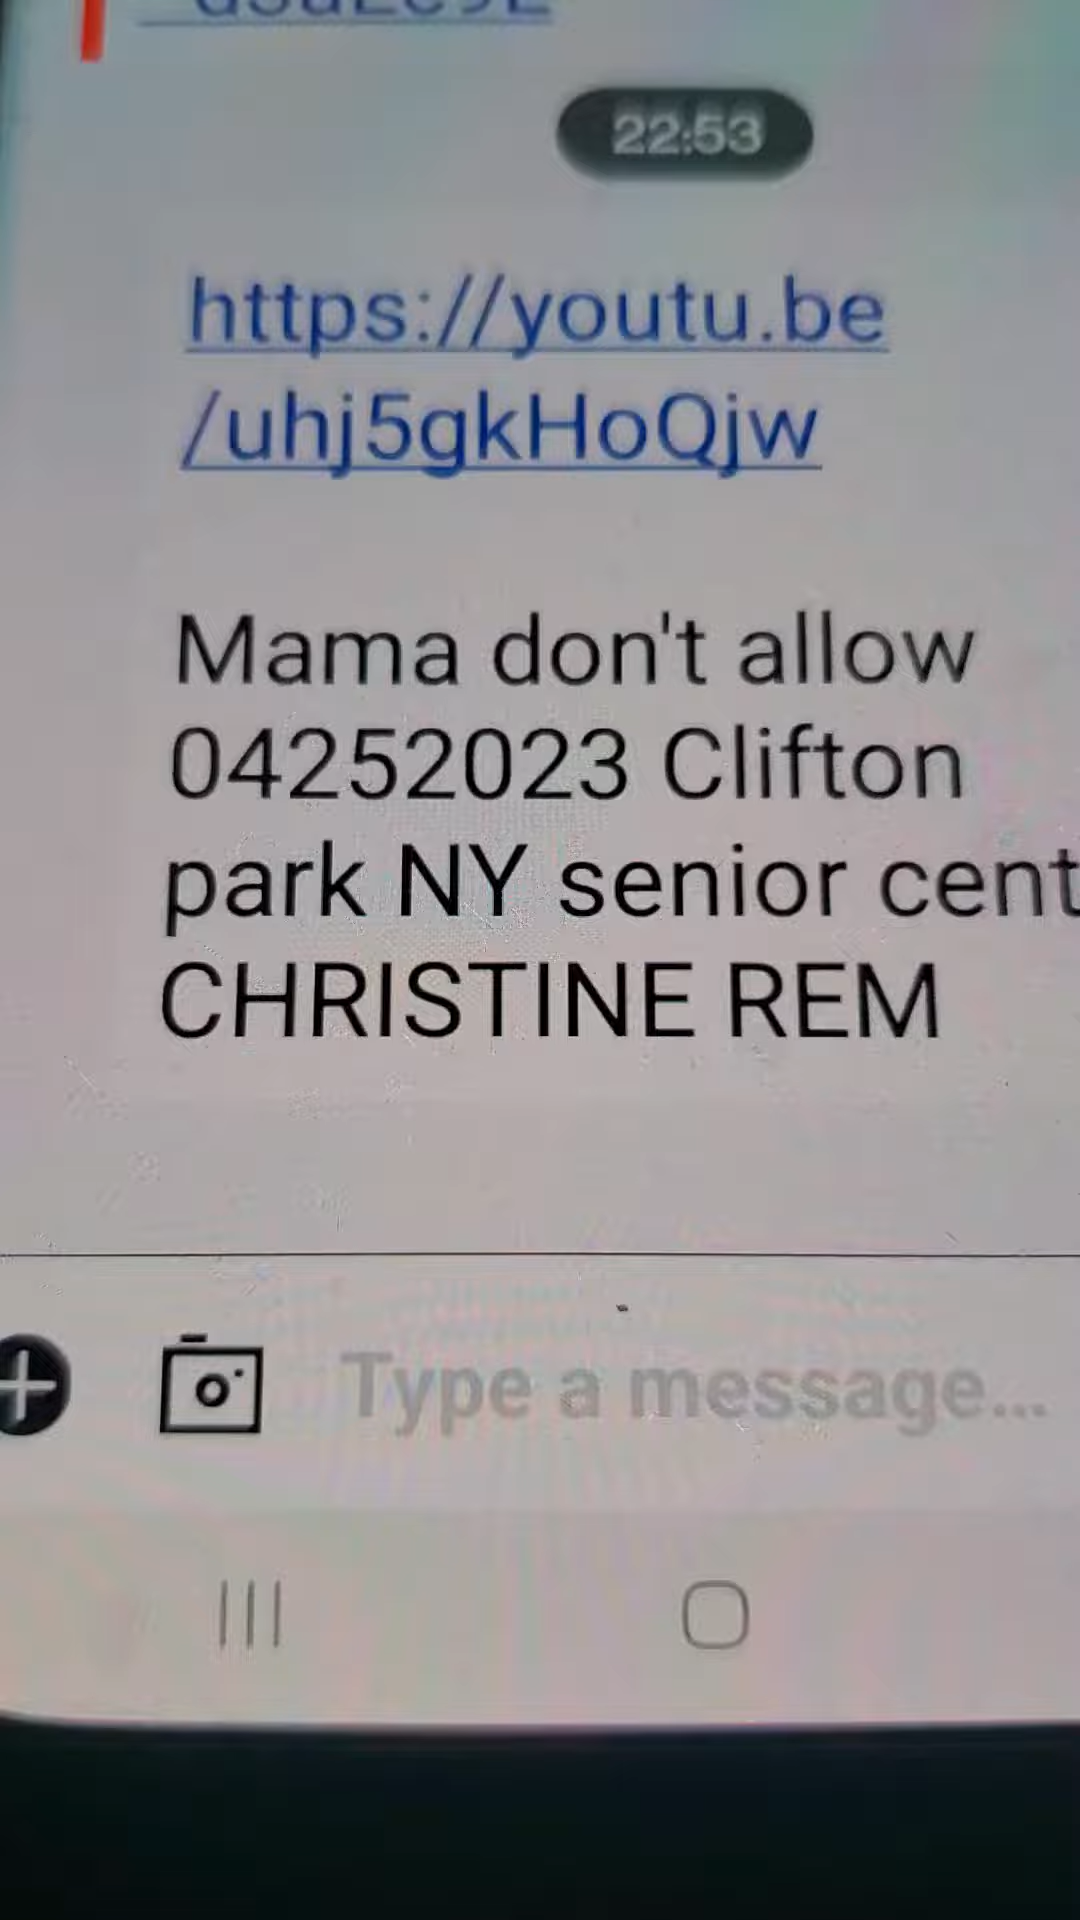 22:53
https://youtu.be
/uhj5gkHoQjw
Mama don't allow
04252023 Clifton
park NY senior cent
CHRISTINE REM
Type a message...